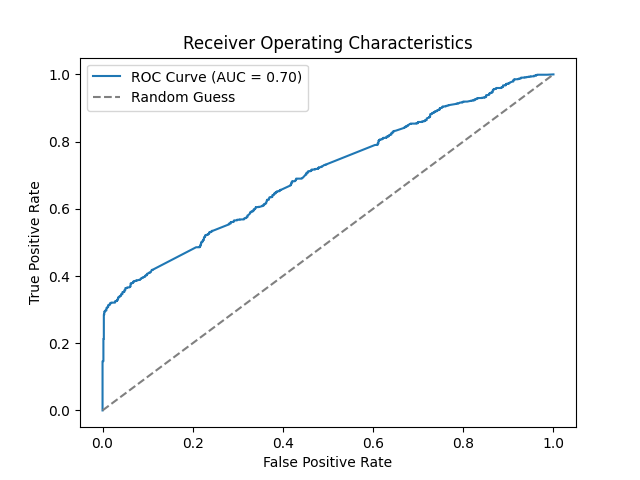 Receiver Operating Characteristics
ROC Curve (AUC = 0.70)
Random Guess
True Positive Rate
1.0
0.8
0.6
0.4
0.2
0.0
0.0 0.2 0.4 0.6 0.8 1.0
False Positive Rate